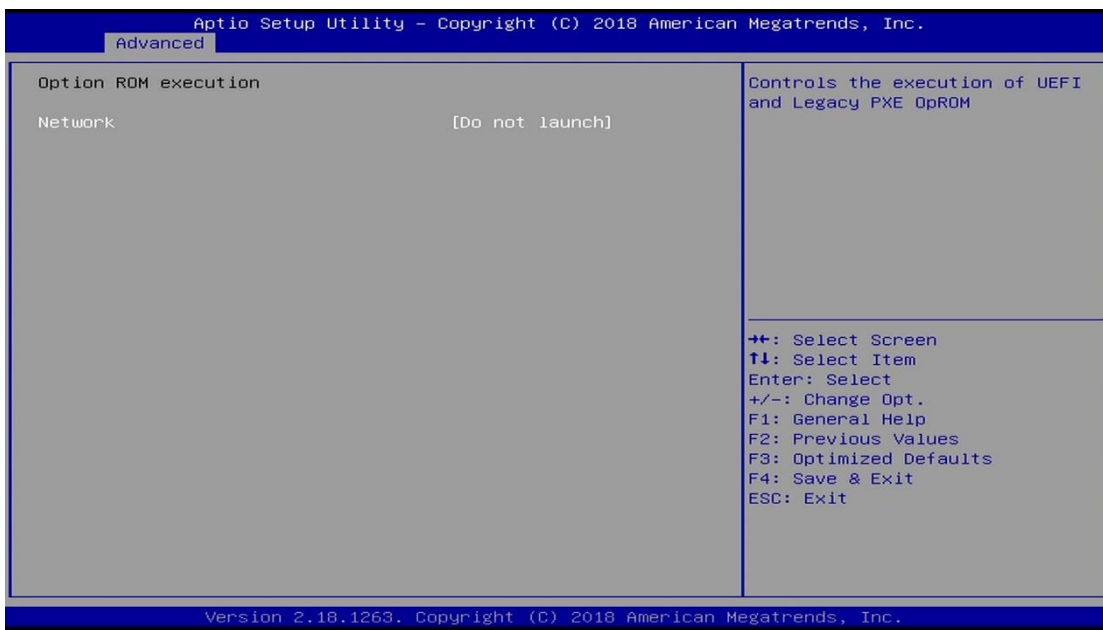 Aptio Setup Utility – Copyright (C) 2018 American Megatrends, Inc.
Advanced
Option ROM execution
Network [Do not launch]
Controls the execution of UEFI
and Legacy PXE OpROM
→←: Select Screen
↑↓: Select Item
Enter: Select
+/-: Change Opt.
F1: General Help
F2: Previous Values
F3: Optimized Defaults
F4: Save & Exit
ESC: Exit
Version 2.18.1263. Copyright (C) 2018 American Megatrends, Inc.